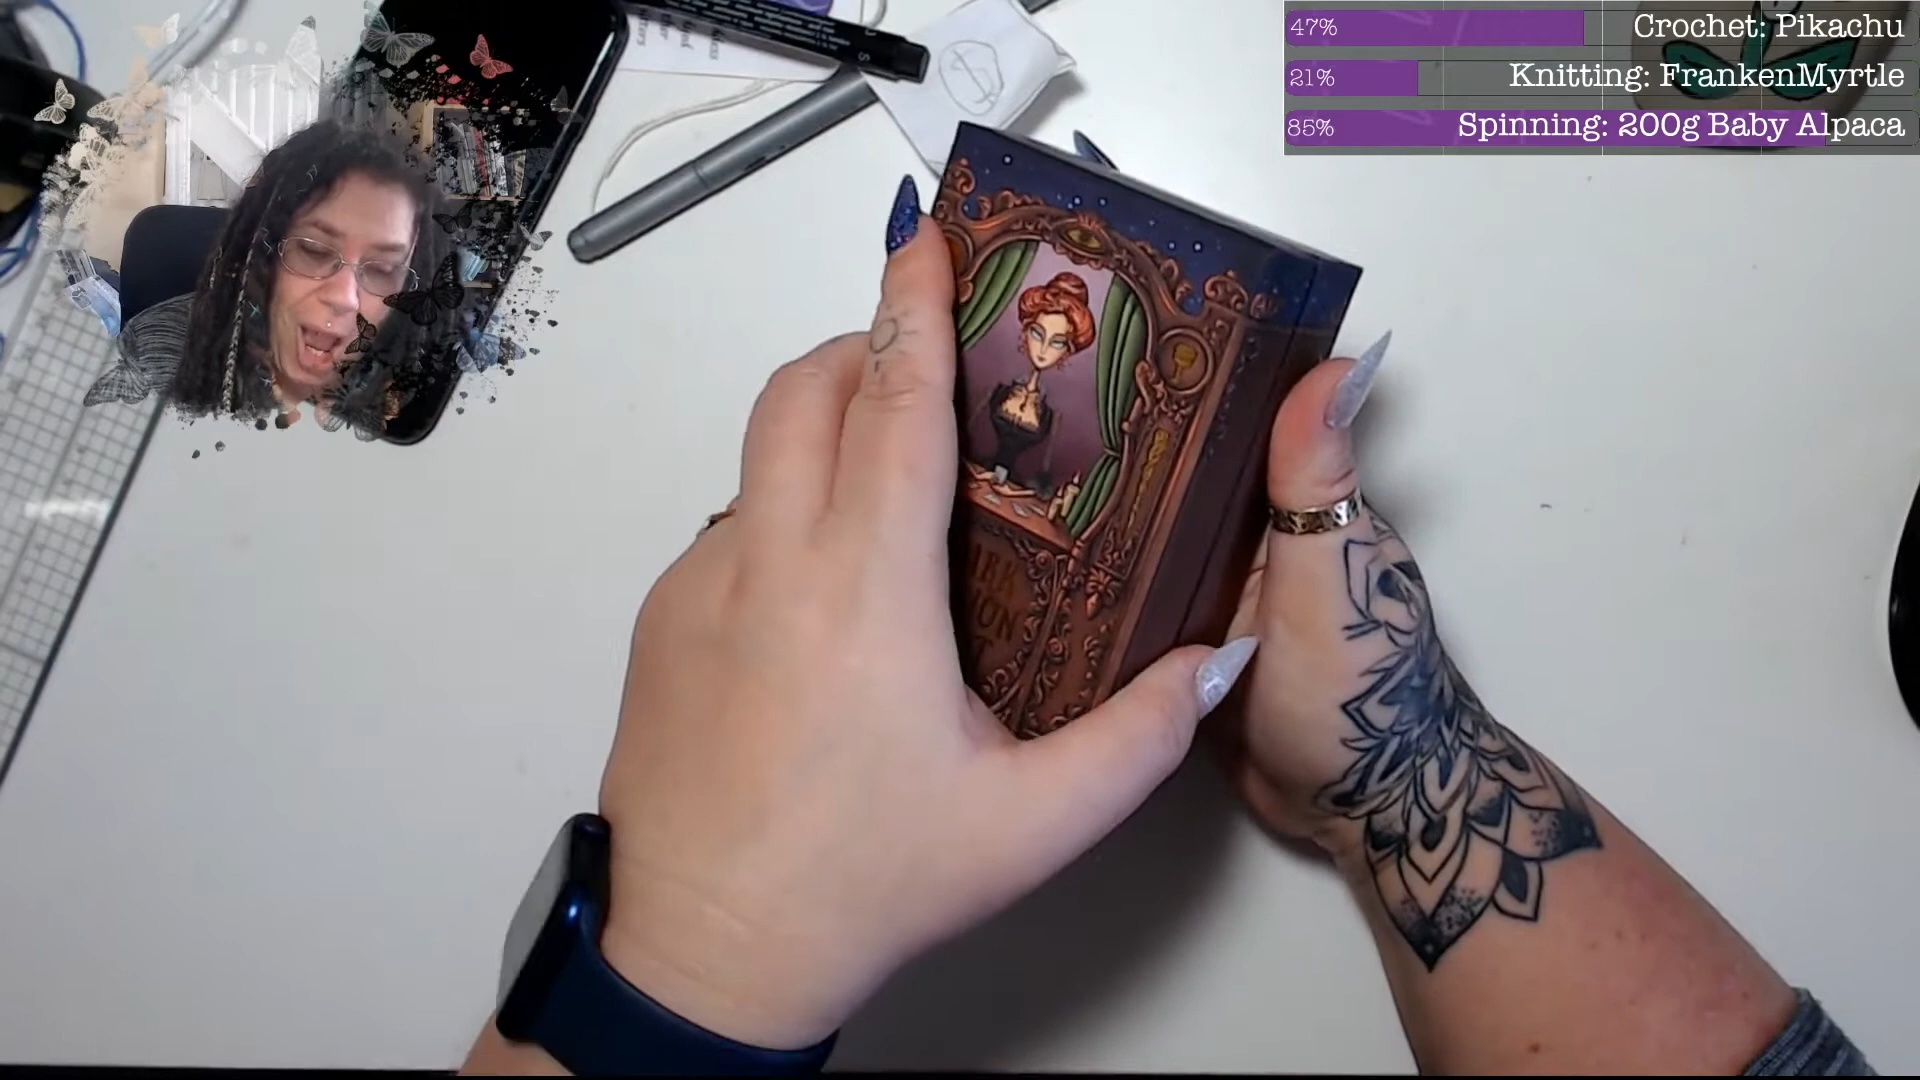 47% Crochet: Pikachu
21% Knitting: FrankenMyrtle
85% Spinning: 200g Baby Alpaca